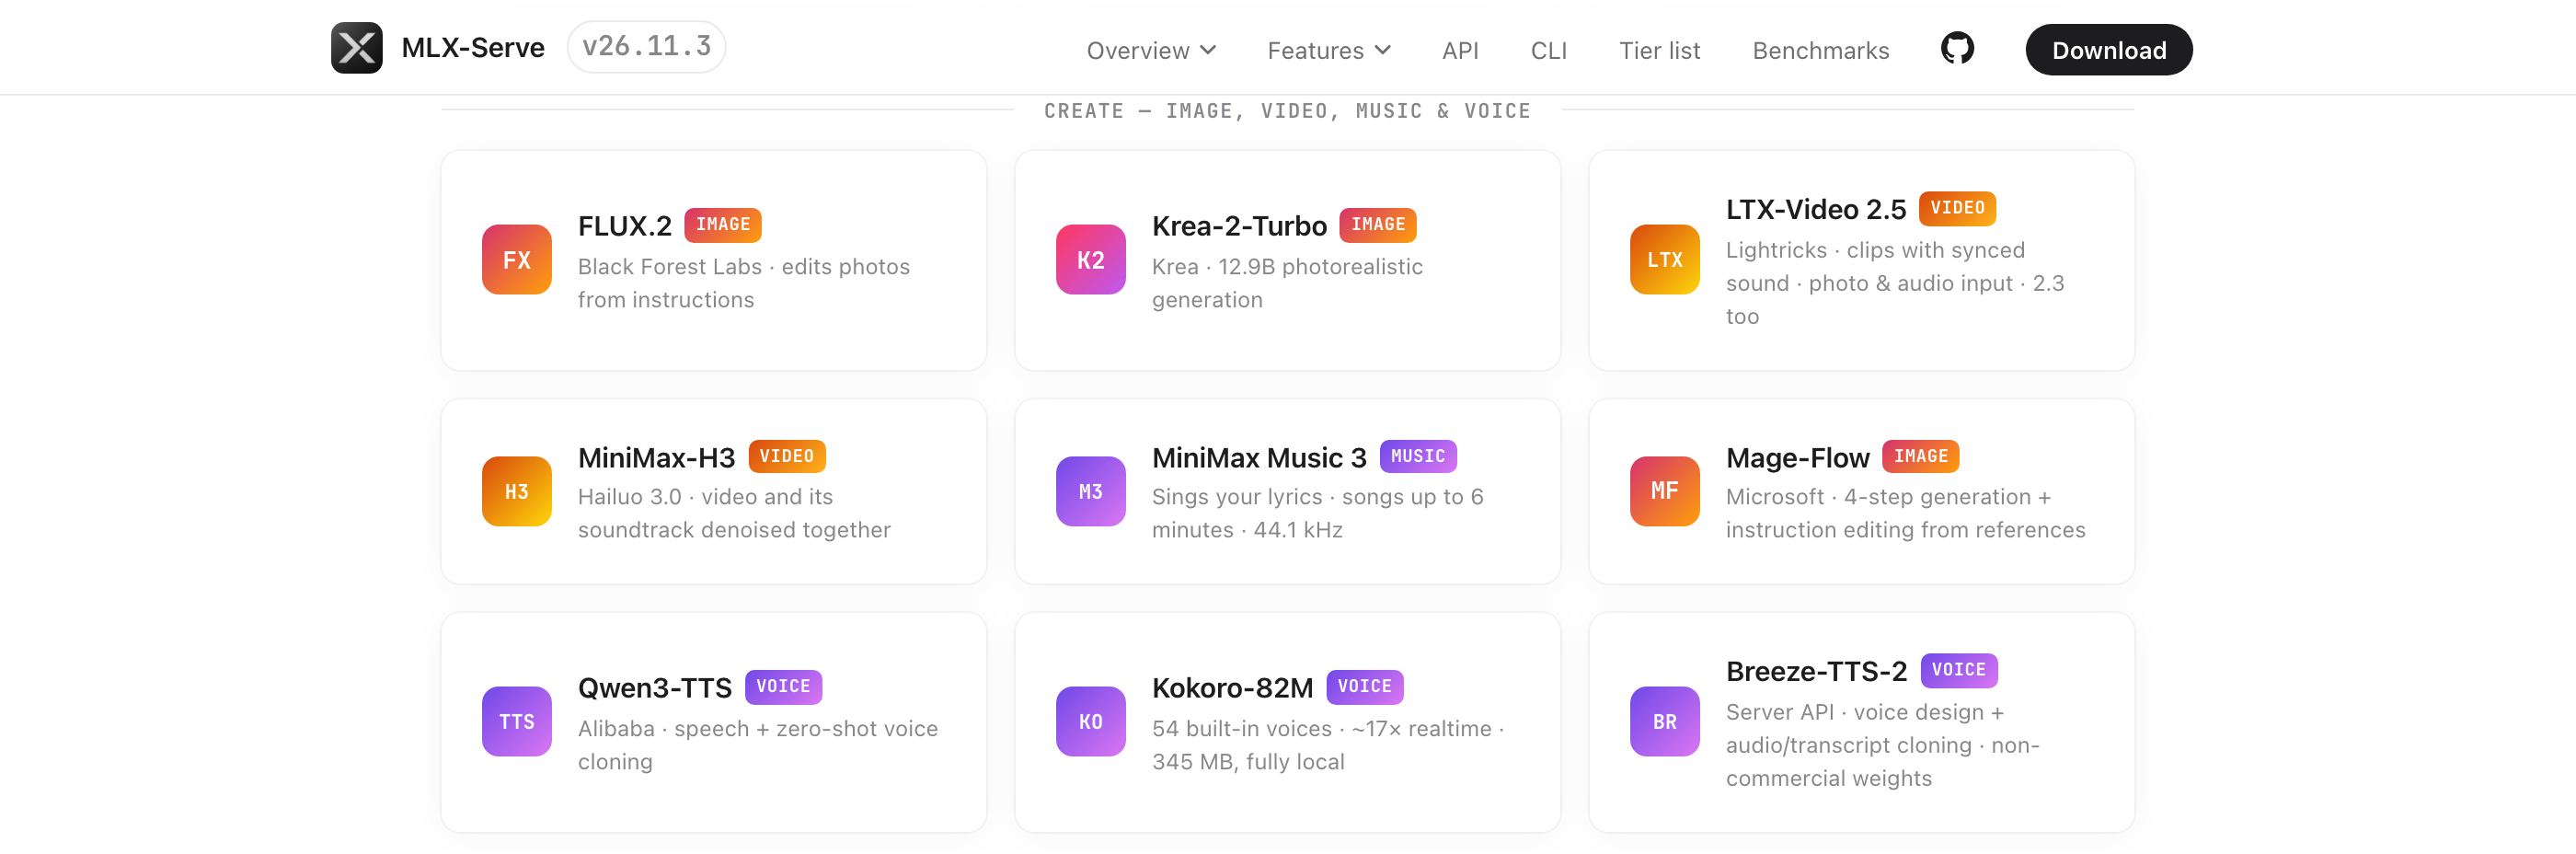 MLX-Serve v26.11.3 Overview Features API CLI Tier list Benchmarks Download
CREATE — IMAGE, VIDEO, MUSIC & VOICE
FX
FLUX.2 IMAGE
Black Forest Labs · edits photos
from instructions
K2
Krea-2-Turbo IMAGE
Krea · 12.9B photorealistic
generation
LTX
LTX-Video 2.5 VIDEO
Lightricks · clips with synced
sound · photo & audio input · 2.3
too
H3
MiniMax-H3 VIDEO
Hailuo 3.0 · video and its
soundtrack denoised together
M3
MiniMax Music 3 MUSIC
Sings your lyrics · songs up to 6
minutes · 44.1 kHz
MF
Mage-Flow IMAGE
Microsoft · 4-step generation +
instruction editing from references
TTS
Qwen3-TTS VOICE
Alibaba · speech + zero-shot voice
cloning
KO
Kokoro-82M VOICE
54 built-in voices · ~17× realtime ·
345 MB, fully local
BR
Breeze-TTS-2 VOICE
Server API · voice design +
audio/transcript cloning · non-
commercial weights